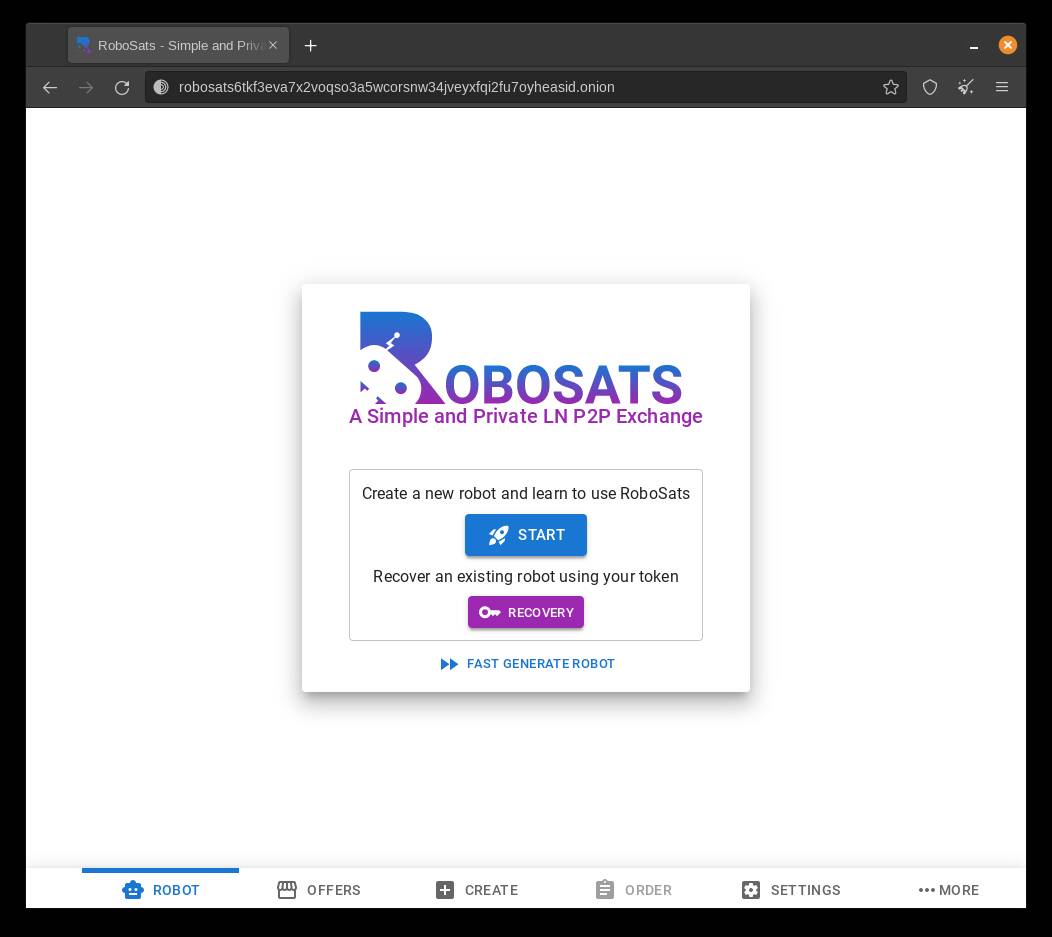 RoboSats - Simple and Priva
robosats6tkf3eva7x2voqso3a5wcorsnw34jveyxfqi2fu7oyheasid.onion
ROBOSATS
A Simple and Private LN P2P Exchange
Create a new robot and learn to use RoboSats
START
Recover an existing robot using your token
RECOVERY
FAST GENERATE ROBOT
ROBOT OFFERS CREATE ORDER SETTINGS MORE